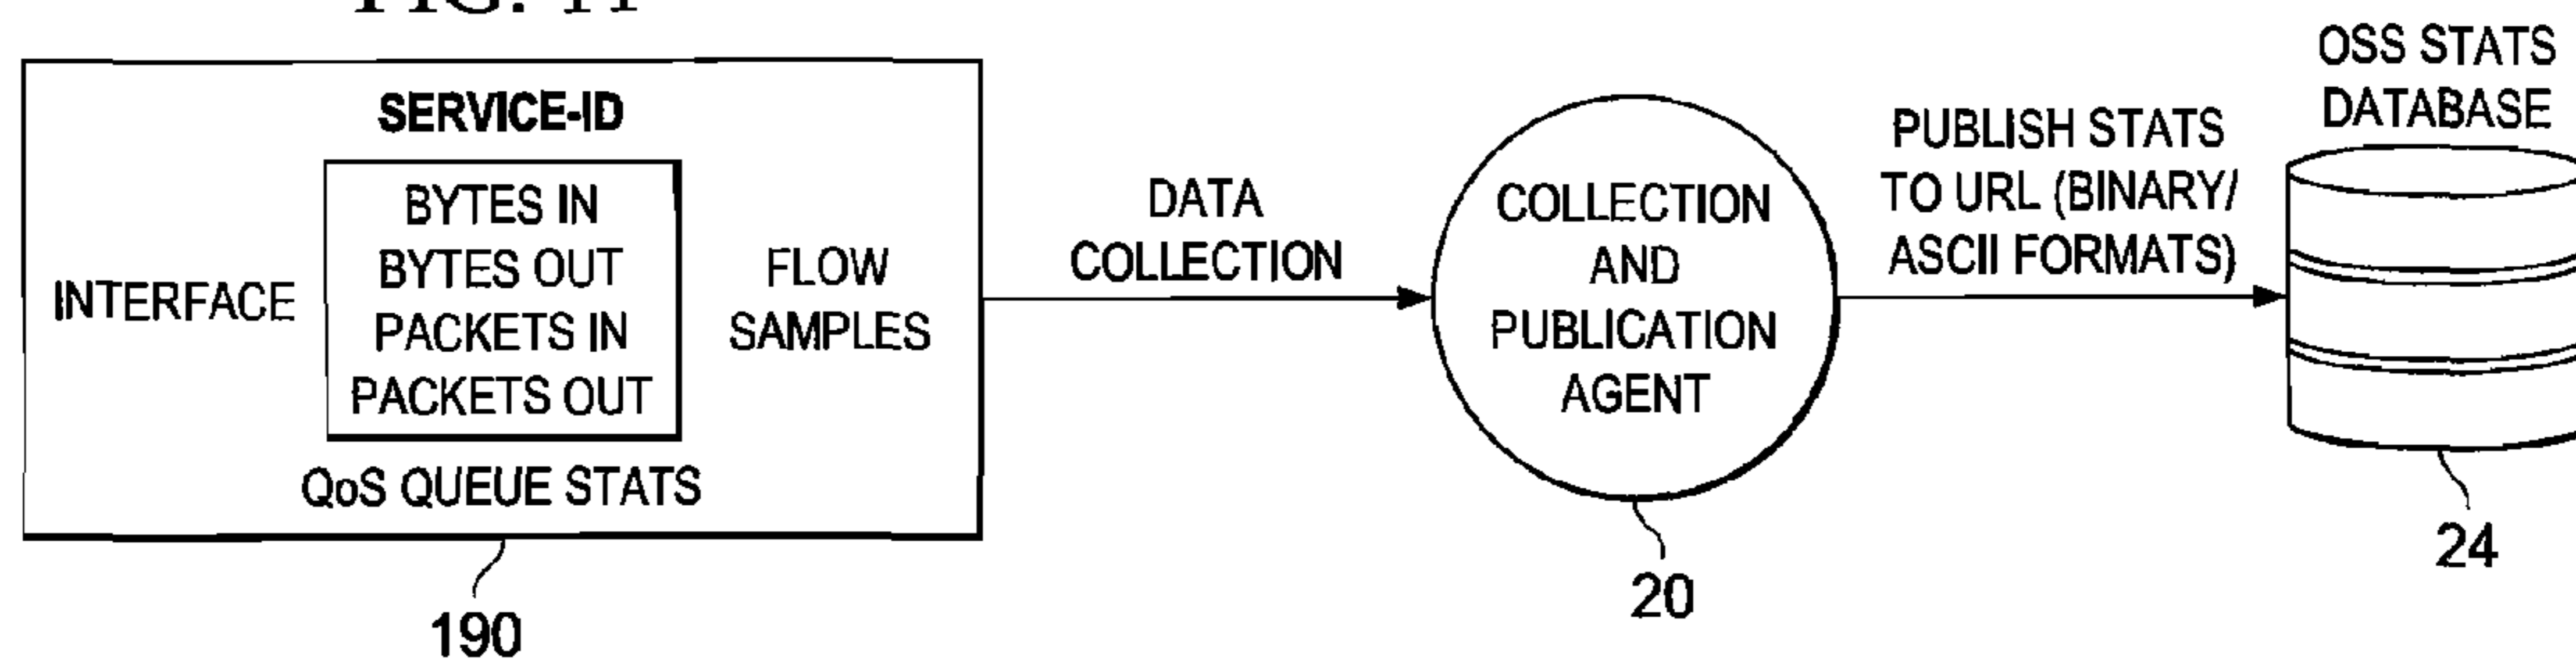 SERVICE-ID
BYTES IN
BYTES OUT
PACKETS IN
PACKETS OUT
INTERFACE
FLOW
SAMPLES
QoS QUEUE STATS
190
DATA
COLLECTION
COLLECTION
AND
PUBLICATION
AGENT
20
PUBLISH STATS
TO URL (BINARY/
ASCII FORMATS)
OSS STATS
DATABASE
24